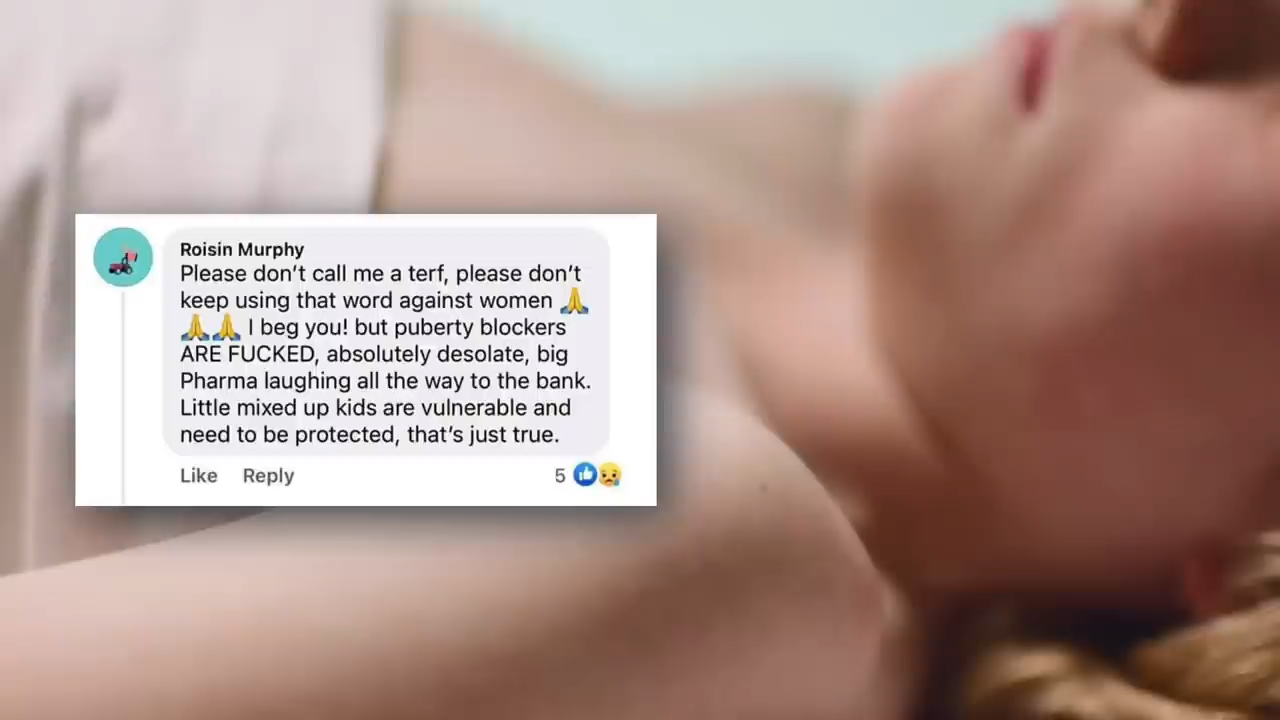 Roisin Murphy
Please don’t call me a terf, please don’t
keep using that word against women 🙏
🙏🙏 I beg you! but puberty blockers
ARE FUCKED, absolutely desolate, big
Pharma laughing all the way to the bank.
Little mixed up kids are vulnerable and
need to be protected, that’s just true.
Like Reply 5